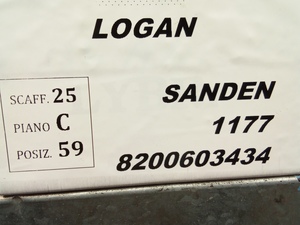 LOGAN
SCAFF. 25
PIANO C
POSIZ. 59
SANDEN
1177
8200603434